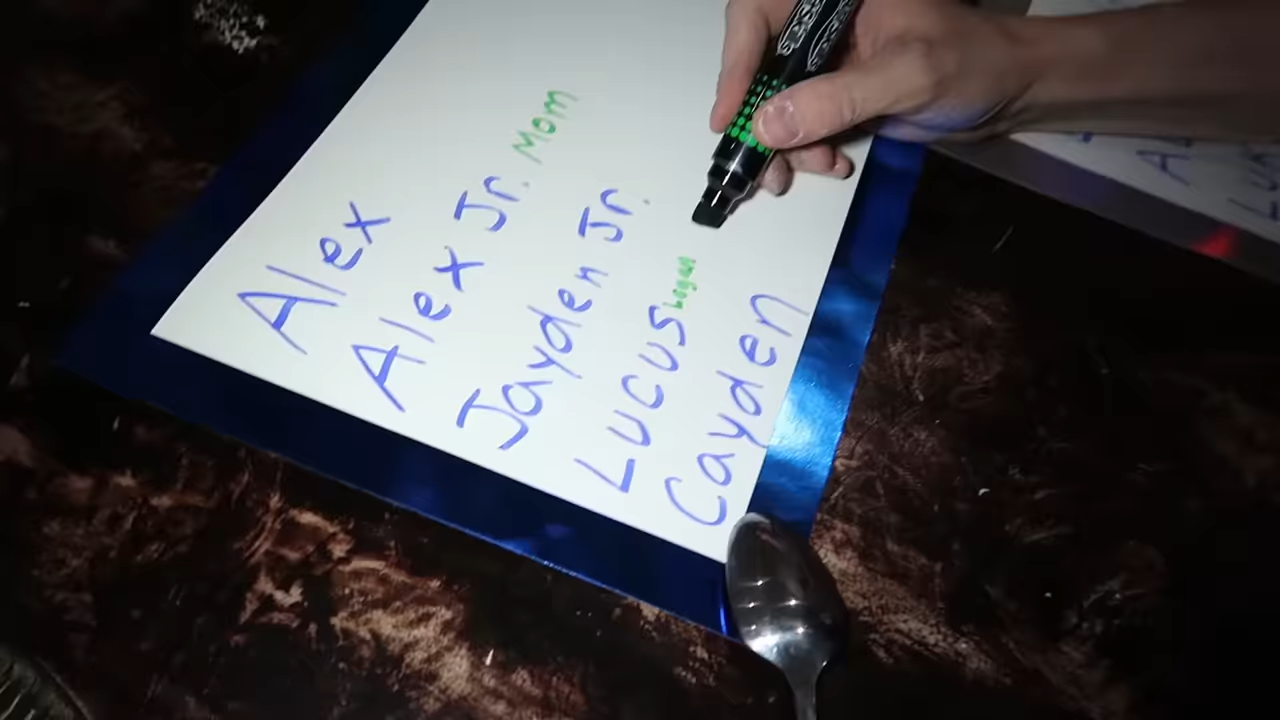 Alex
Alex Jr. Mom
Jayden Jr.
Lucus Logan
Cayden